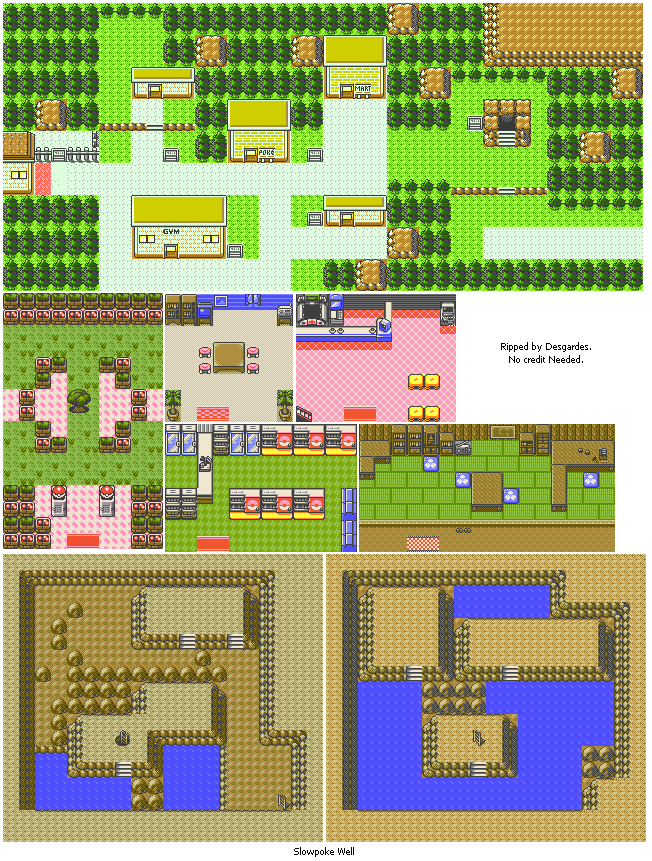 MART
POKé
GYM
Ripped by Desgardes.
No credit Needed.
Slowpoke Well